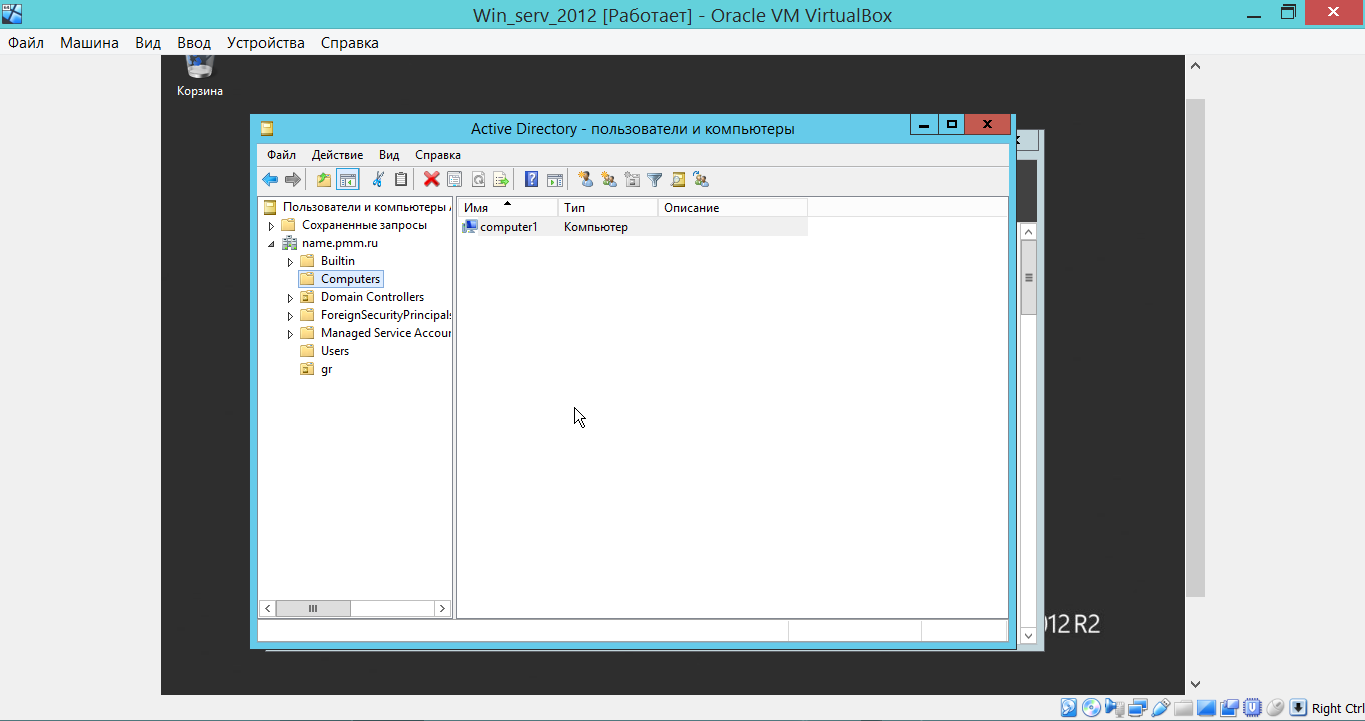 Win_serv_2012 [Работает] - Oracle VM VirtualBox
Файл Машина Вид Ввод Устройства Справка
Корзина
Active Directory - пользователи и компьютеры
Файл Действие Вид Справка
Пользователи и компьютеры
Имя Тип Описание
Сохраненные запросы
computer1 Компьютер
name.pmm.ru
Builtin
Computers
Domain Controllers
ForeignSecurityPrincipals
Managed Service Accour
Users
gr
012 R2
Right Ctrl